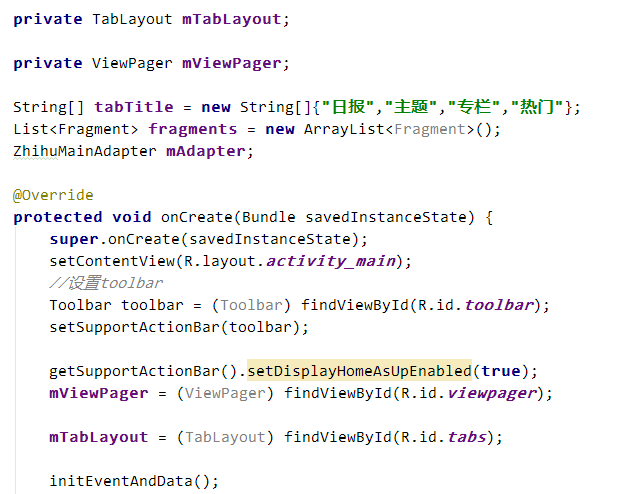 private TabLayout mTabLayout;
private ViewPager mViewPager;
String[] tabTitle = new String[]{"日报","主题","专栏","热门"};
List<Fragment> fragments = new ArrayList<Fragment>();
ZhihuMainAdapter mAdapter;
@Override
protected void onCreate(Bundle savedInstanceState) {
super.onCreate(savedInstanceState);
setContentView(R.layout.activity_main);
//设置toolbar
Toolbar toolbar = (Toolbar) findViewById(R.id.toolbar);
setSupportActionBar(toolbar);
getSupportActionBar().setDisplayHomeAsUpEnabled(true);
mViewPager = (ViewPager) findViewById(R.id.viewpager);
mTabLayout = (TabLayout) findViewById(R.id.tabs);
initEventAndData();